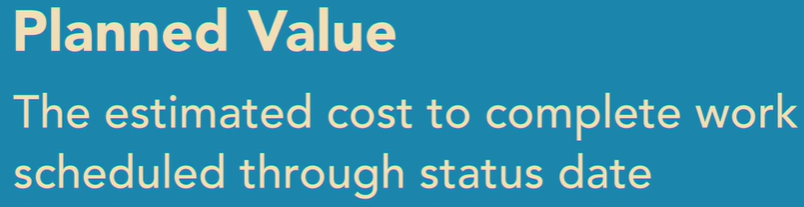 Planned Value
The estimated cost to complete work
scheduled through status date